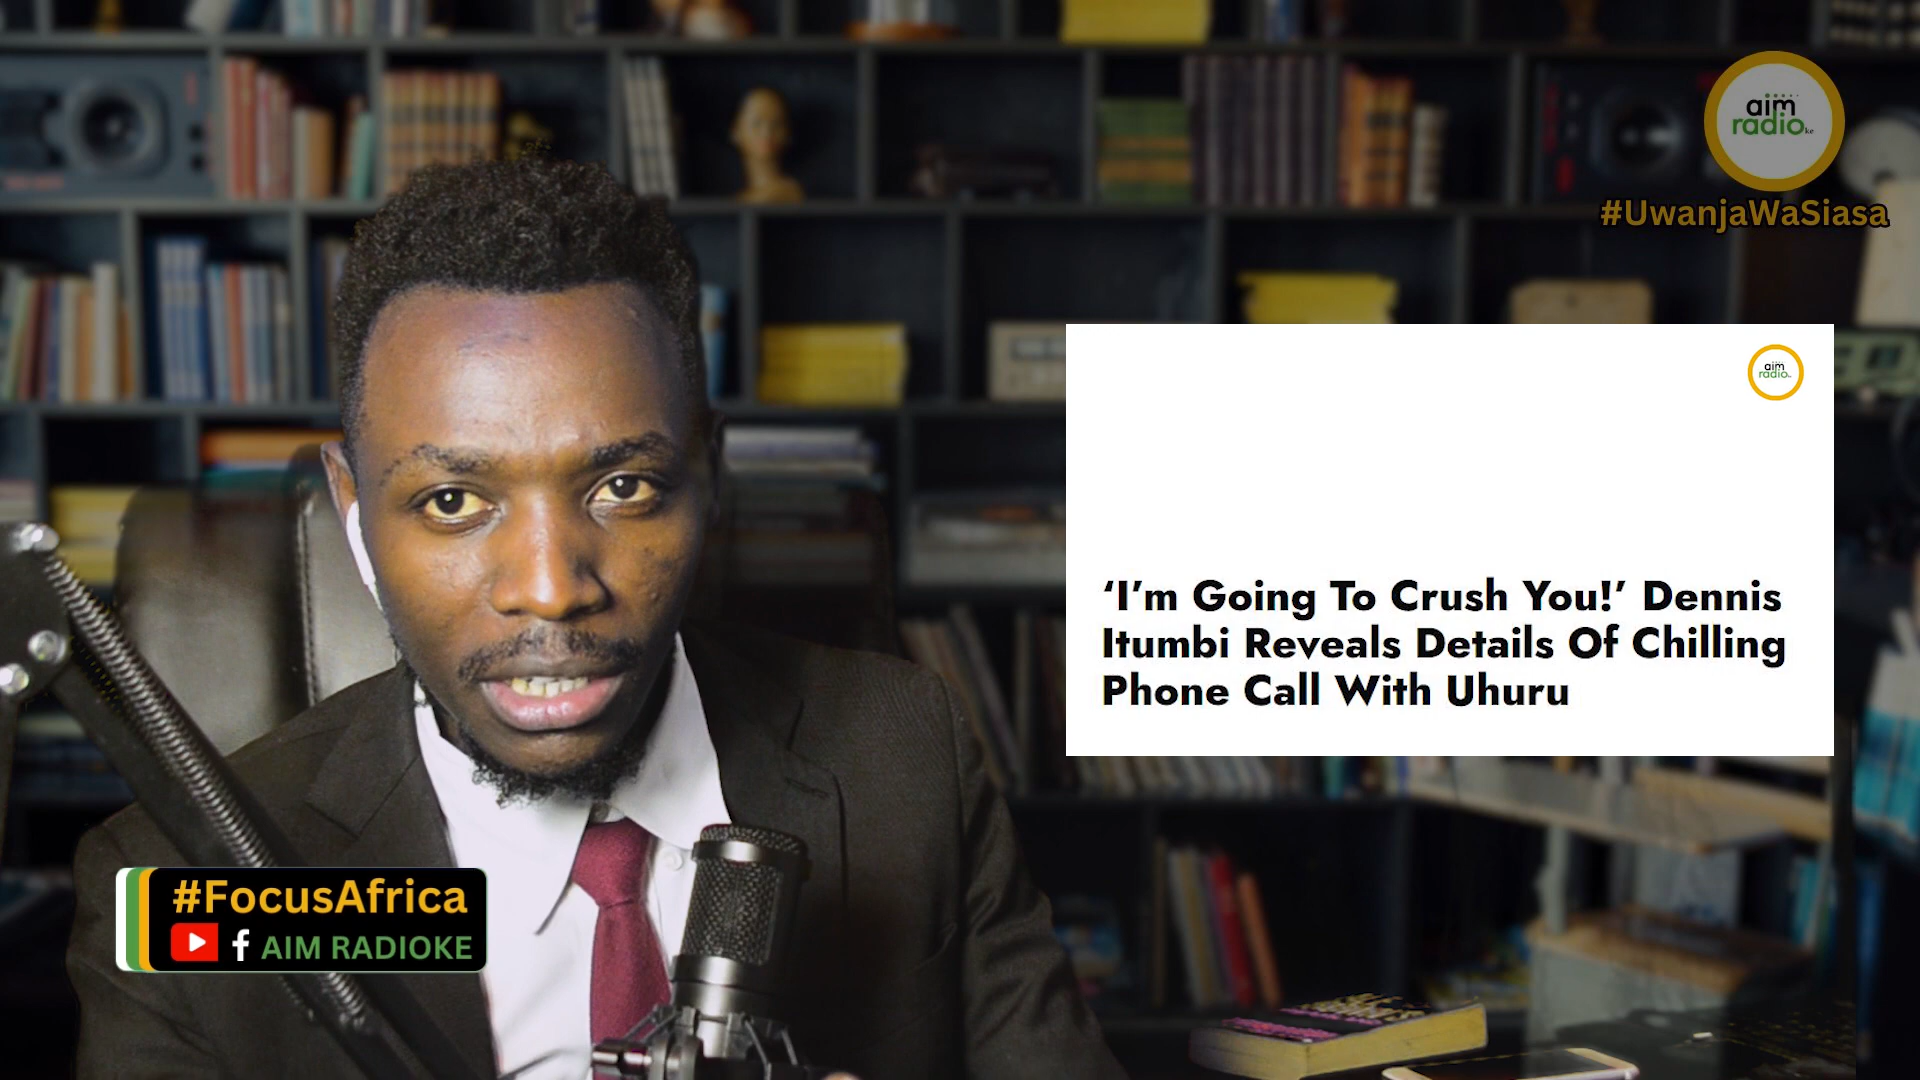 aim
radio.ke
#UwanjaWaSiasa
aim
radio
‘I’m Going To Crush You!’ Dennis
Itumbi Reveals Details Of Chilling
Phone Call With Uhuru
#FocusAfrica
f AIM RADIOKE